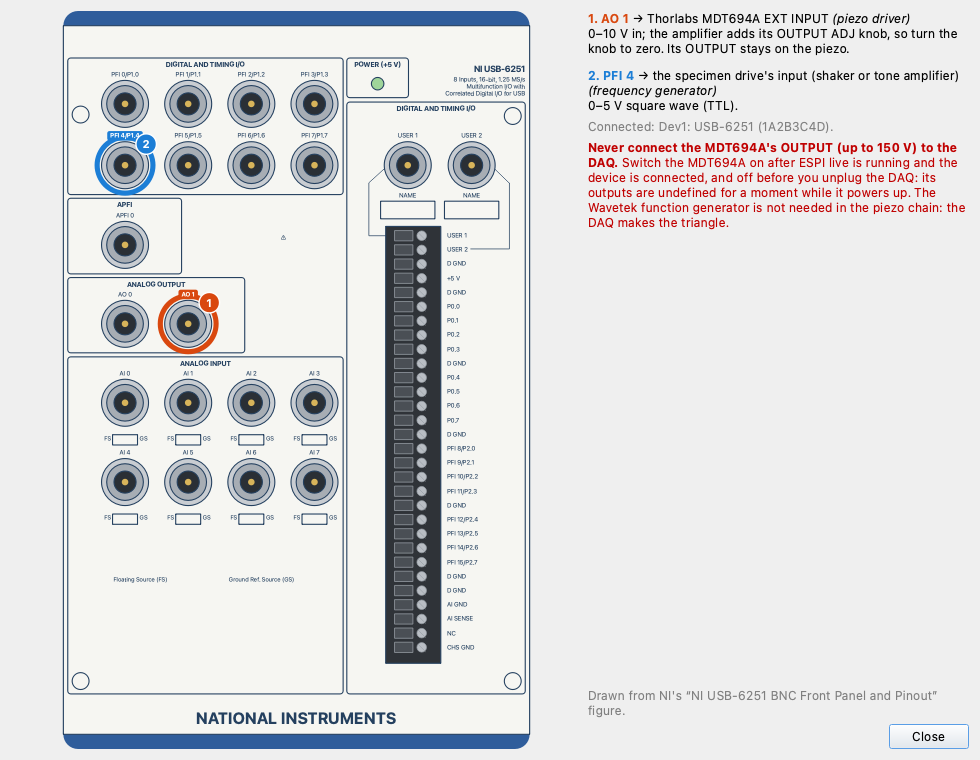 DIGITAL AND TIMING I/O
PFI 0/P1.0 PFI 1/P1.1 PFI 2/P1.2 PFI 3/P1.3
PFI 4/P1.4 PFI 5/P1.5 PFI 6/P1.6 PFI 7/P1.7
2
APFI
APFI 0
⚠
ANALOG OUTPUT
AO 0 AO 1
1
ANALOG INPUT
AI 0 AI 1 AI 2 AI 3
FS GS FS GS FS GS FS GS
AI 4 AI 5 AI 6 AI 7
FS GS FS GS FS GS FS GS
Floating Source (FS) Ground Ref. Source (GS)
POWER (+5 V)
NI USB-6251
8 Inputs, 16-bit, 1.25 MS/s
Multifunction I/O with
Correlated Digital I/O for USB
DIGITAL AND TIMING I/O
USER 1 USER 2
NAME NAME
USER 1
USER 2
D GND
+5 V
D GND
P0.0
P0.1
P0.2
P0.3
D GND
P0.4
P0.5
P0.6
P0.7
D GND
PFI 8/P2.0
PFI 9/P2.1
PFI 10/P2.2
PFI 11/P2.3
D GND
PFI 12/P2.4
PFI 13/P2.5
PFI 14/P2.6
PFI 15/P2.7
D GND
D GND
AI GND
AI SENSE
NC
CHS GND
NATIONAL INSTRUMENTS
1. AO 1 → Thorlabs MDT694A EXT INPUT (piezo driver)
0–10 V in; the amplifier adds its OUTPUT ADJ knob, so turn the
knob to zero. Its OUTPUT stays on the piezo.
2. PFI 4 → the specimen drive's input (shaker or tone amplifier)
(frequency generator)
0–5 V square wave (TTL).
Connected: Dev1: USB-6251 (1A2B3C4D).
Never connect the MDT694A's OUTPUT (up to 150 V) to the
DAQ. Switch the MDT694A on after ESPI live is running and the
device is connected, and off before you unplug the DAQ: its
outputs are undefined for a moment while it powers up. The
Wavetek function generator is not needed in the piezo chain: the
DAQ makes the triangle.
Drawn from NI's “NI USB-6251 BNC Front Panel and Pinout”
figure.
Close